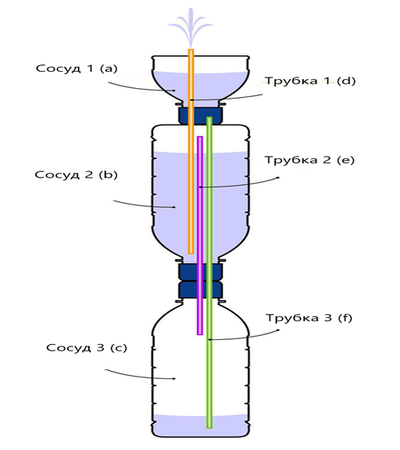 Сосуд 1 (a)
Трубка 1 (d)
Трубка 2 (e)
Сосуд 2 (b)
Трубка 3 (f)
Сосуд 3 (c)